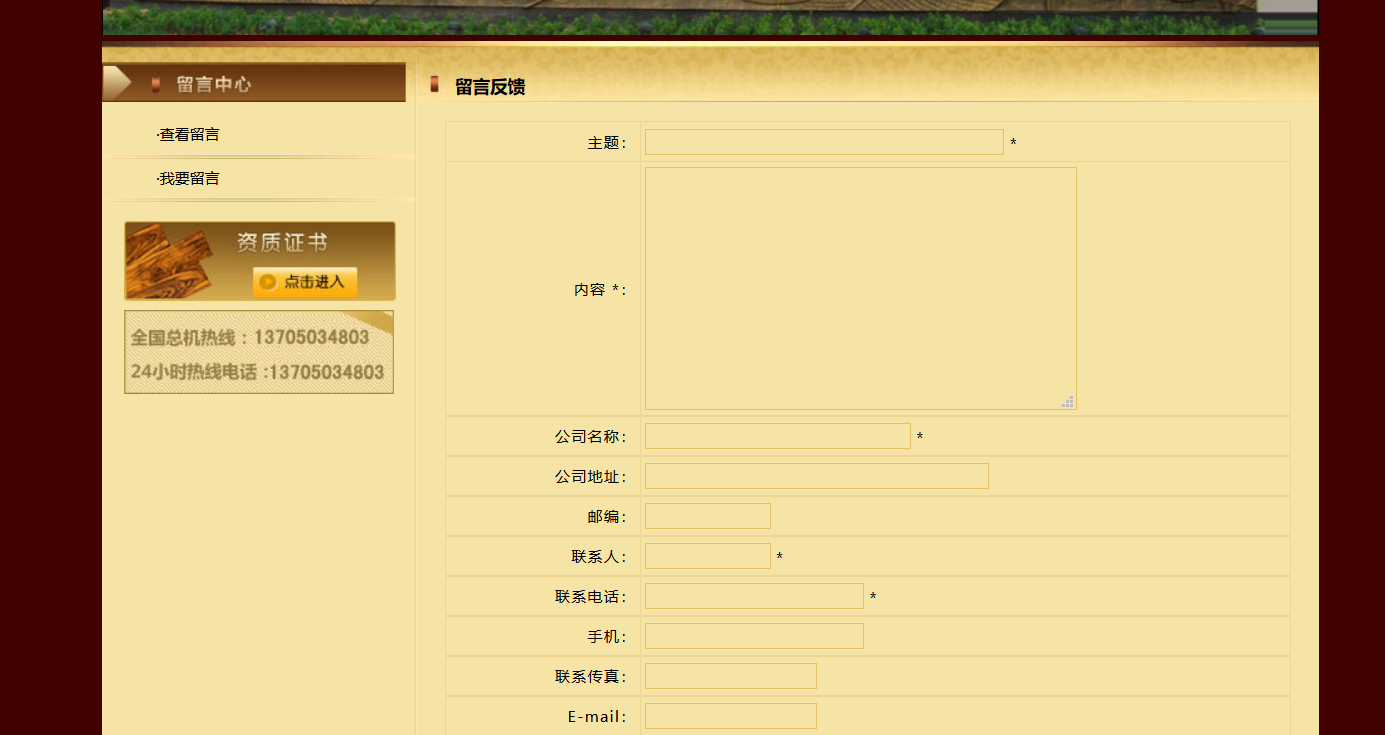 留言中心
·查看留言
·我要留言
资质证书
点击进入
全国总机热线：13705034803
24小时热线电话 :13705034803
留言反馈
主题： *
内容 *：
公司名称： *
公司地址：
邮编：
联系人： *
联系电话： *
手机：
联系传真：
E-mail：